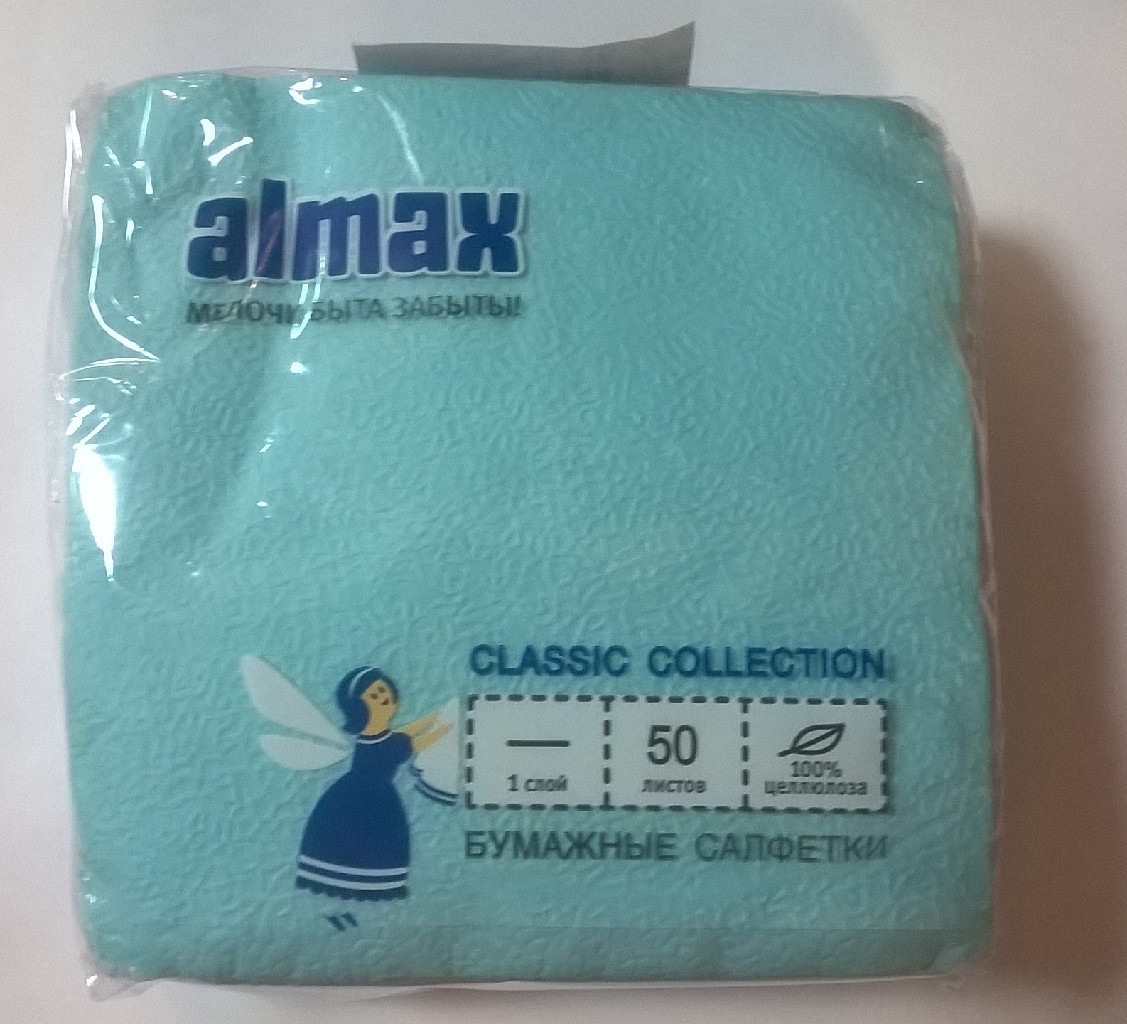 almax
МЕЛОЧИ БЫТА ЗАБЫТЫ!
CLASSIC COLLECTION
1 слой
50
листов
100%
целлюлоза
БУМАЖНЫЕ САЛФЕТКИ